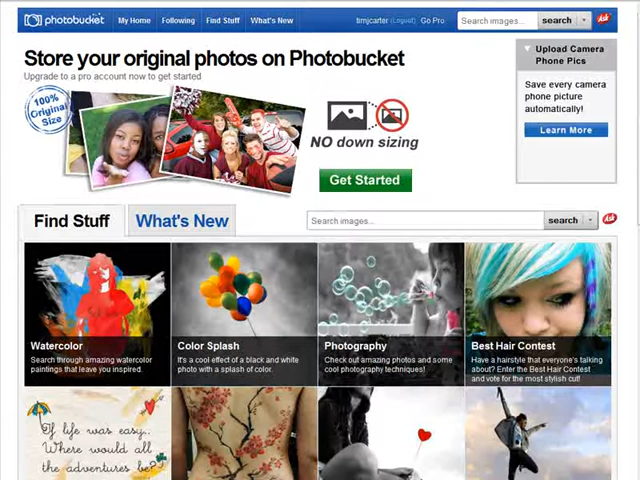 photobucket
My Home
Following
Find Stuff
What's New
timjcarter (Logout) Go Pro
Search images...
search
Ask
Store your original photos on Photobucket
Upgrade to a pro account now to get started
100%
Original
Size
NO down sizing
Get Started
Upload Camera
Phone Pics
Save every camera
phone picture
automatically!
Learn More
Find Stuff
What's New
Search images...
search
Ask
Watercolor
Search through amazing watercolor
paintings that leave you inspired.
Color Splash
It's a cool effect of a black and white
photo with a splash of color.
Photography
Check out amazing photos and some
cool photography techniques!
Best Hair Contest
Have a hairstyle that everyone's talking
about? Enter the Best Hair Contest
and vote for the most stylish cut!
If life was easy..
Where would all
the adventures be?